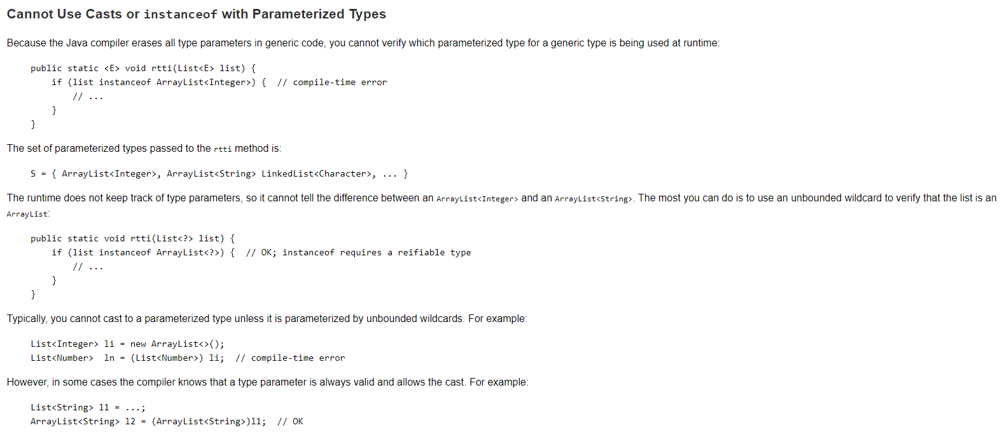 Cannot Use Casts or instanceof with Parameterized Types
Because the Java compiler erases all type parameters in generic code, you cannot verify which parameterized type for a generic type is being used at runtime:
public static <E> void rtti(List<E> list) {
    if (list instanceof ArrayList<Integer>) {  // compile-time error
        // ...
    }
}
The set of parameterized types passed to the rtti method is:
S = { ArrayList<Integer>, ArrayList<String> LinkedList<Character>, ... }
The runtime does not keep track of type parameters, so it cannot tell the difference between an ArrayList<Integer> and an ArrayList<String>. The most you can do is to use an unbounded wildcard to verify that the list is an
ArrayList:
public static void rtti(List<?> list) {
    if (list instanceof ArrayList<?>) {  // OK; instanceof requires a reifiable type
        // ...
    }
}
Typically, you cannot cast to a parameterized type unless it is parameterized by unbounded wildcards. For example:
List<Integer> li = new ArrayList<>();
List<Number>  ln = (List<Number>) li;  // compile-time error
However, in some cases the compiler knows that a type parameter is always valid and allows the cast. For example:
List<String> l1 = ...;
ArrayList<String> l2 = (ArrayList<String>)l1;  // OK